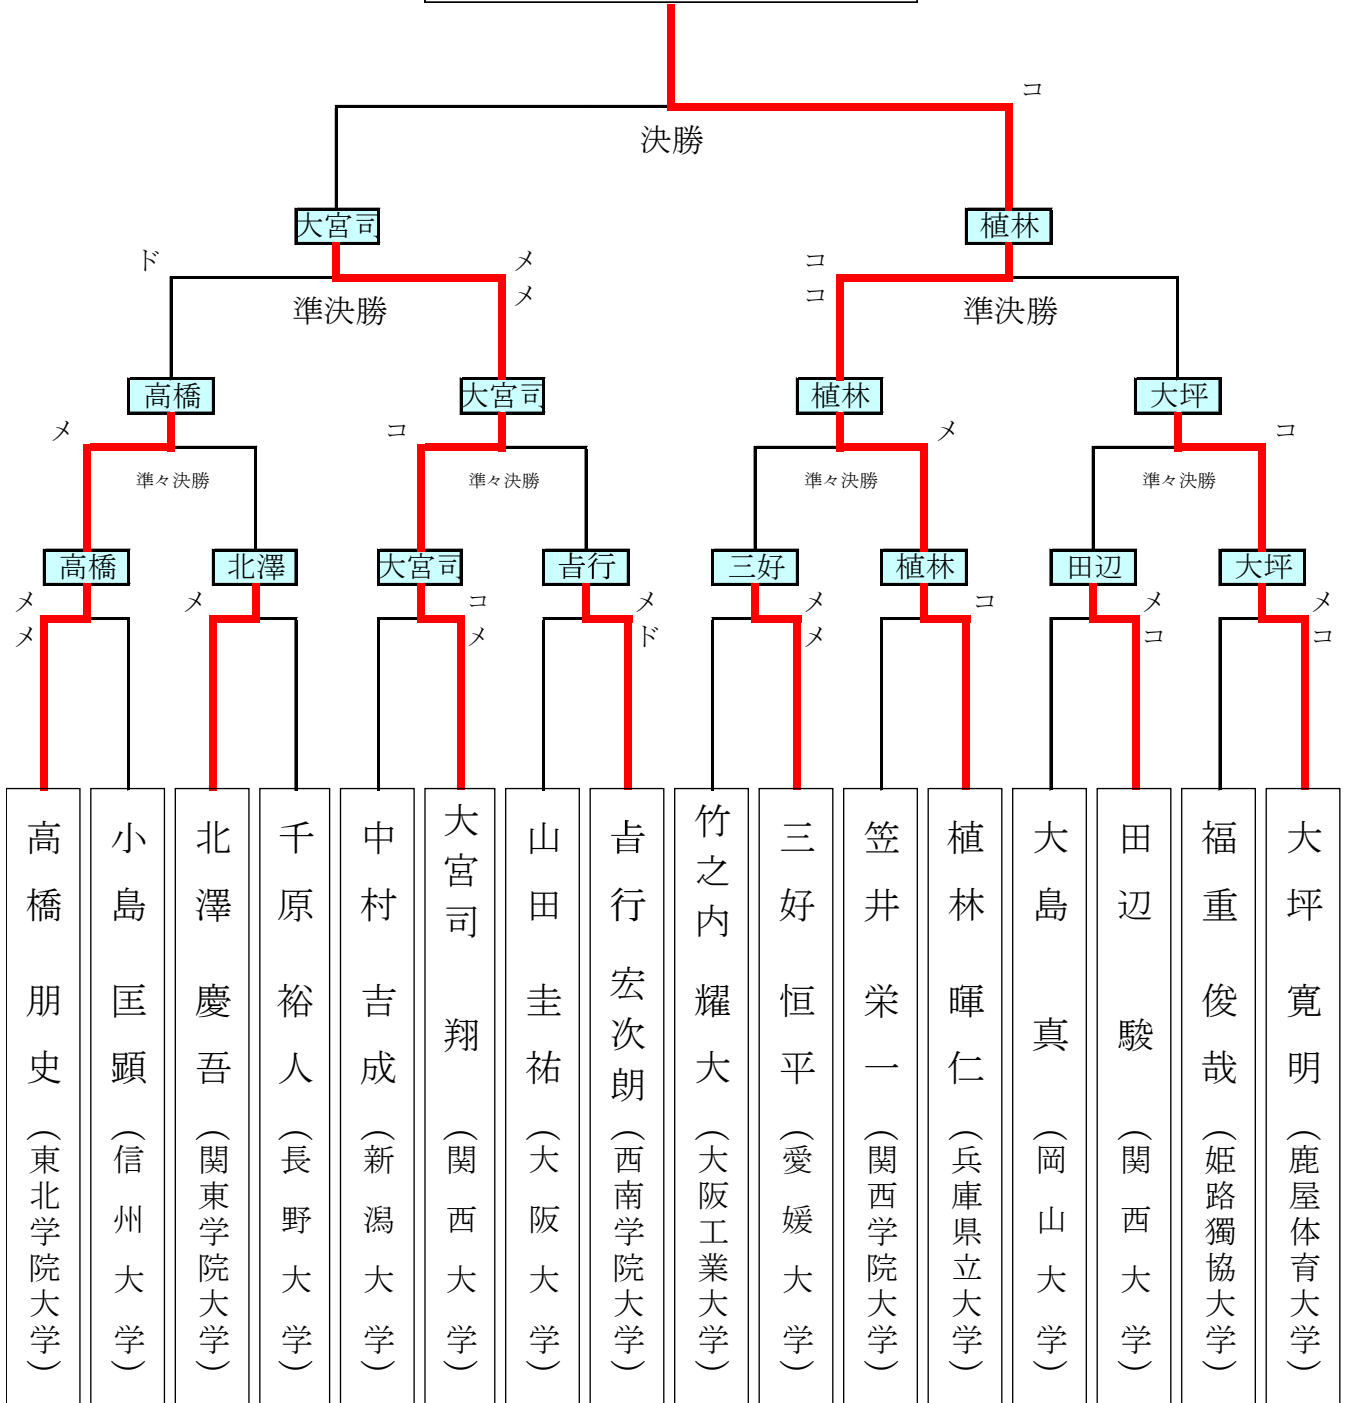 コ
決勝
大宮司
植林
ド
メ
メ
コ
コ
準決勝
準決勝
高橋
大宮司
植林
大坪
メ
コ
メ
コ
準々決勝
準々決勝
準々決勝
準々決勝
高橋
北澤
大宮司
㫖行
三好
植林
田辺
大坪
メ
メ
メ
コ
メ
メ
ド
メ
メ
コ
メ
コ
メ
コ
高橋 朋史 (東北学院大学)
小島 匡顕 (信州大学)
北澤 慶吾 (関東学院大学)
千原 裕人 (長野大学)
中村 吉成 (新潟大学)
大宮司 翔 (関西大学)
山田 圭祐 (大阪大学)
㫖行 宏次朗 (西南学院大学)
竹之内 耀大 (大阪工業大学)
三好 恒平 (愛媛大学)
笠井 栄一 (関西学院大学)
植林 暉仁 (兵庫県立大学)
大島 真 (岡山大学)
田辺 駿 (関西大学)
福重 俊哉 (姫路獨協大学)
大坪 寛明 (鹿屋体育大学)